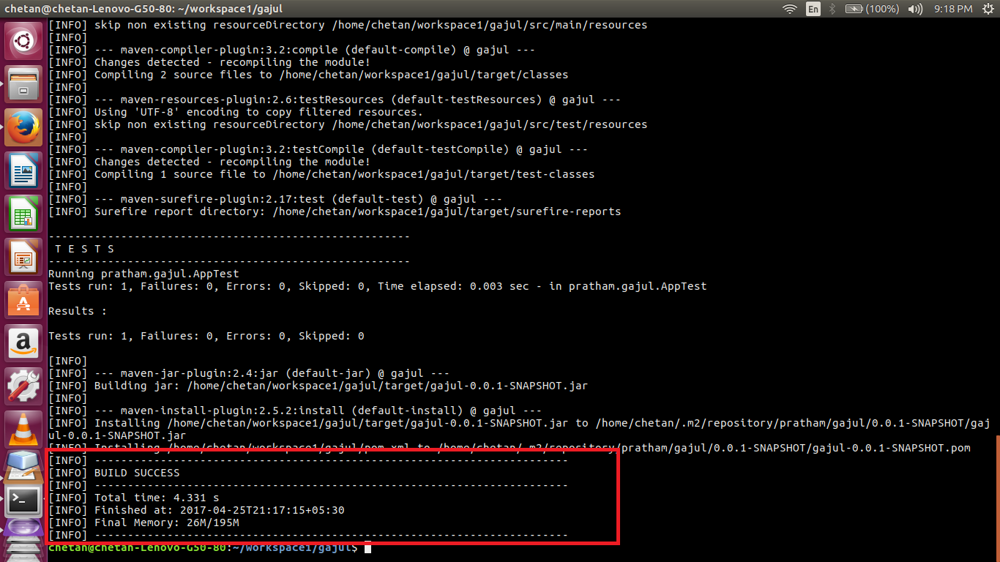 chetan@chetan-Lenovo-G50-80: ~/workspace1/gajul
En
(100%)
9:18 PM
[INFO] skip non existing resourceDirectory /home/chetan/workspace1/gajul/src/main/resources
[INFO]
[INFO] --- maven-compiler-plugin:3.2:compile (default-compile) @ gajul ---
[INFO] Changes detected - recompiling the module!
[INFO] Compiling 2 source files to /home/chetan/workspace1/gajul/target/classes
[INFO]
[INFO] --- maven-resources-plugin:2.6:testResources (default-testResources) @ gajul ---
[INFO] Using 'UTF-8' encoding to copy filtered resources.
[INFO] skip non existing resourceDirectory /home/chetan/workspace1/gajul/src/test/resources
[INFO]
[INFO] --- maven-compiler-plugin:3.2:testCompile (default-testCompile) @ gajul ---
[INFO] Changes detected - recompiling the module!
[INFO] Compiling 1 source file to /home/chetan/workspace1/gajul/target/test-classes
[INFO]
[INFO] --- maven-surefire-plugin:2.17:test (default-test) @ gajul ---
[INFO] Surefire report directory: /home/chetan/workspace1/gajul/target/surefire-reports
-------------------------------------------------------
T E S T S
-------------------------------------------------------
Running pratham.gajul.AppTest
Tests run: 1, Failures: 0, Errors: 0, Skipped: 0, Time elapsed: 0.003 sec - in pratham.gajul.AppTest
Results :
Tests run: 1, Failures: 0, Errors: 0, Skipped: 0
[INFO]
[INFO] --- maven-jar-plugin:2.4:jar (default-jar) @ gajul ---
[INFO] Building jar: /home/chetan/workspace1/gajul/target/gajul-0.0.1-SNAPSHOT.jar
[INFO]
[INFO] --- maven-install-plugin:2.5.2:install (default-install) @ gajul ---
[INFO] Installing /home/chetan/workspace1/gajul/target/gajul-0.0.1-SNAPSHOT.jar to /home/chetan/.m2/repository/pratham/gajul/0.0.1-SNAPSHOT/gaj
ul-0.0.1-SNAPSHOT.jar
[INFO] Installing /home/chetan/workspace1/gajul/pom.xml to /home/chetan/.m2/repository/pratham/gajul/0.0.1-SNAPSHOT/gajul-0.0.1-SNAPSHOT.pom
[INFO] ------------------------------------------------------------------------
[INFO] BUILD SUCCESS
[INFO] ------------------------------------------------------------------------
[INFO] Total time: 4.331 s
[INFO] Finished at: 2017-04-25T21:17:15+05:30
[INFO] Final Memory: 26M/195M
[INFO] ------------------------------------------------------------------------
chetan@chetan-Lenovo-G50-80:~/workspace1/gajul$